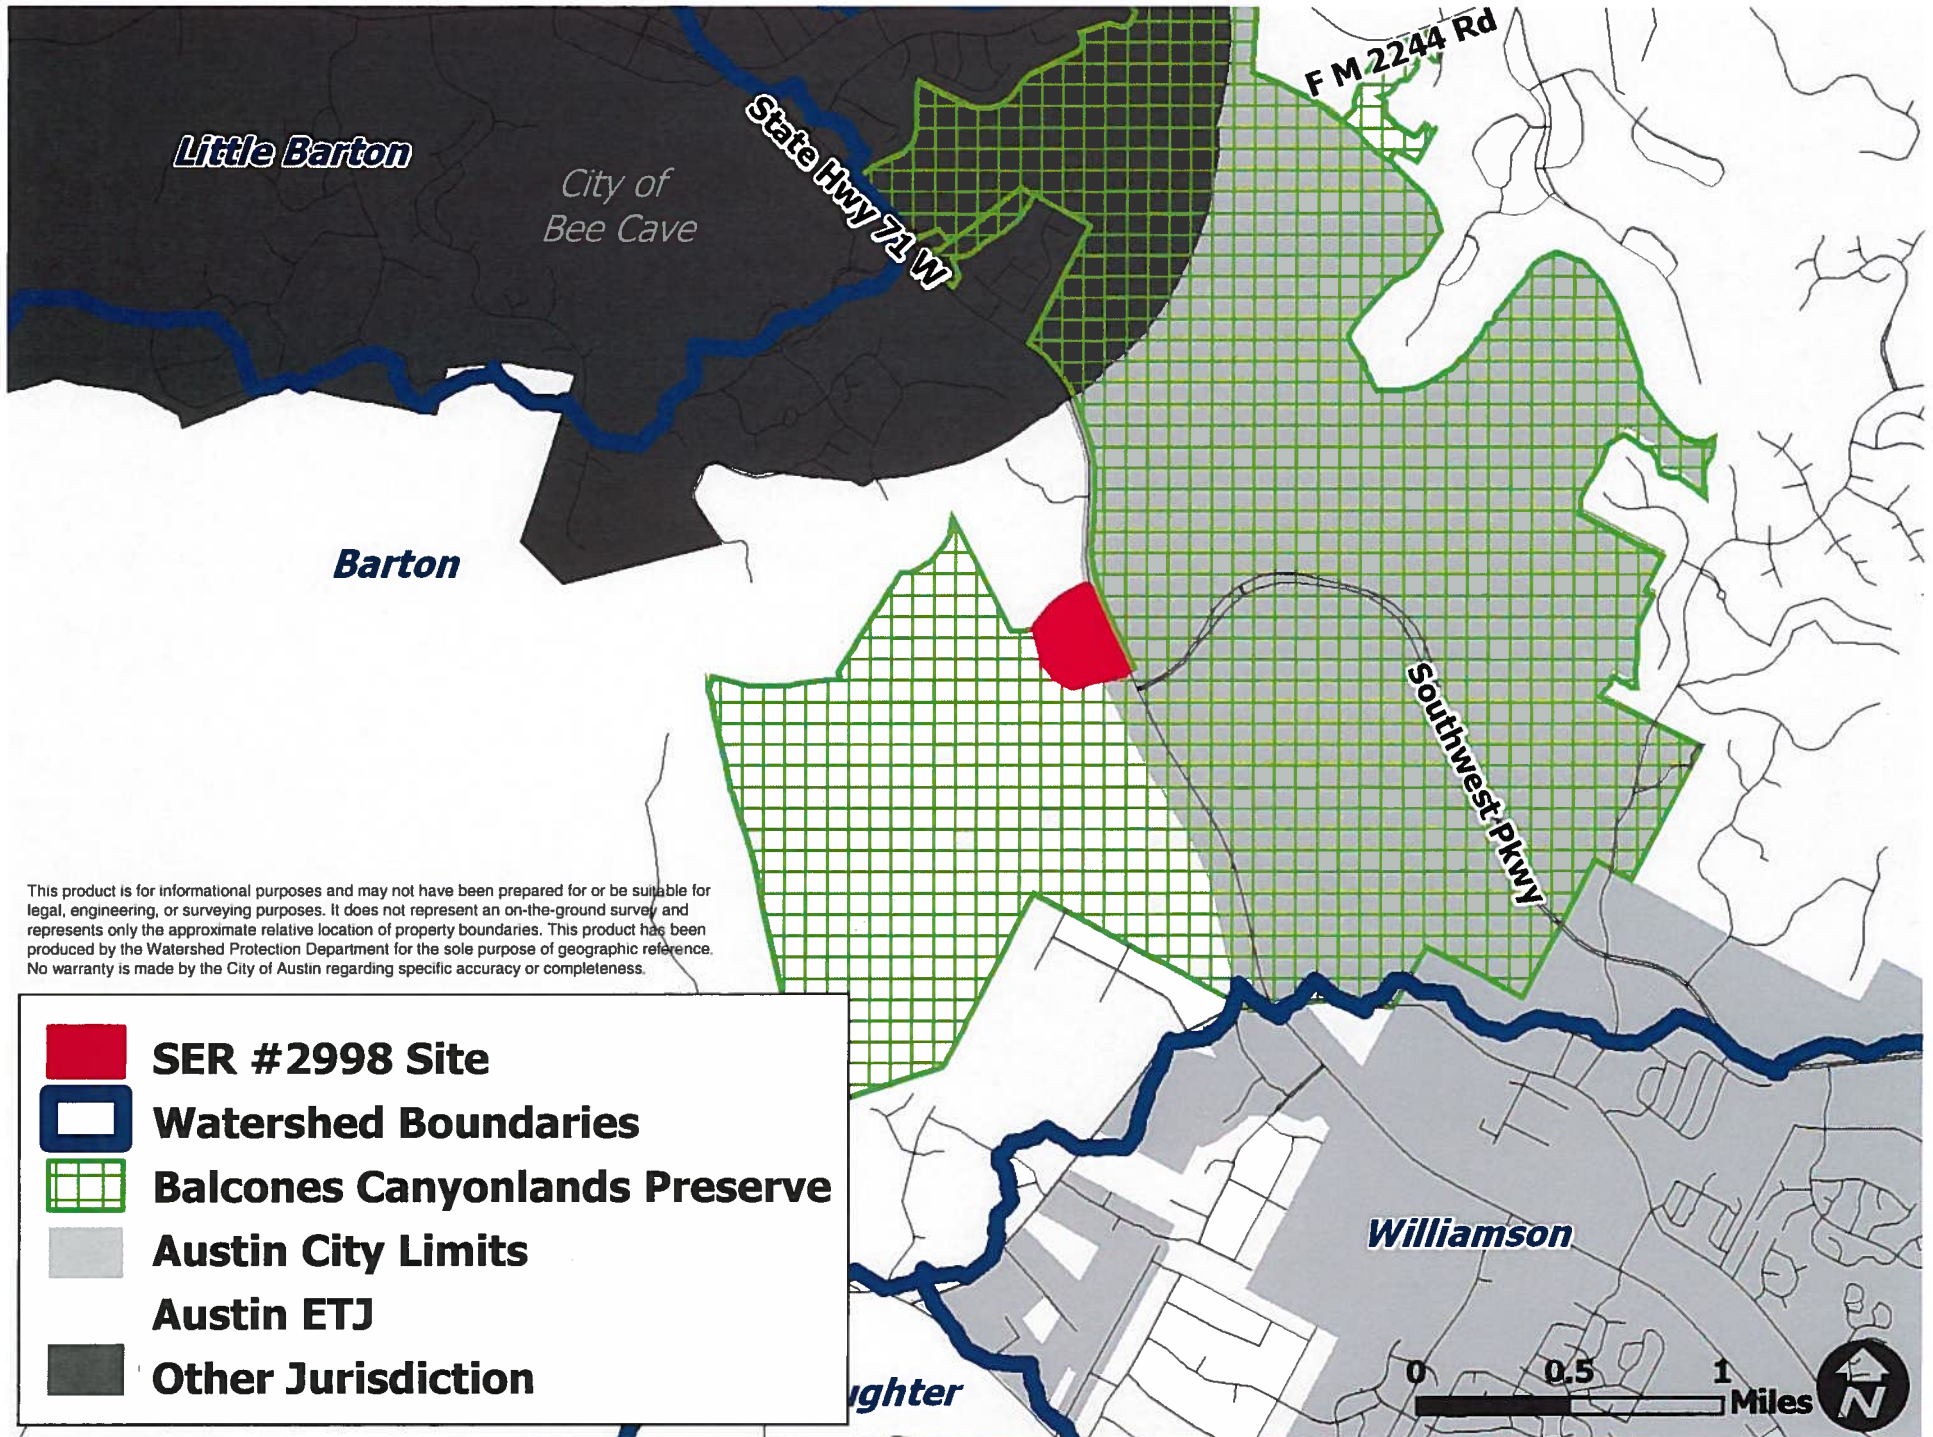 F M 2244 Rd
State Hwy 71 W
Little Barton
City of
Bee Cave
Barton
Southwest Pkwy
This product is for informational purposes and may not have been prepared for or be suitable for
legal, engineering, or surveying purposes. It does not represent an on-the-ground survey and
represents only the approximate relative location of property boundaries. This product has been
produced by the Watershed Protection Department for the sole purpose of geographic reference.
No warranty is made by the City of Austin regarding specific accuracy or completeness.
SER #2998 Site
Watershed Boundaries
Balcones Canyonlands Preserve
Austin City Limits
Austin ETJ
Other Jurisdiction
Williamson
ughter
0 0.5 1
Miles
N